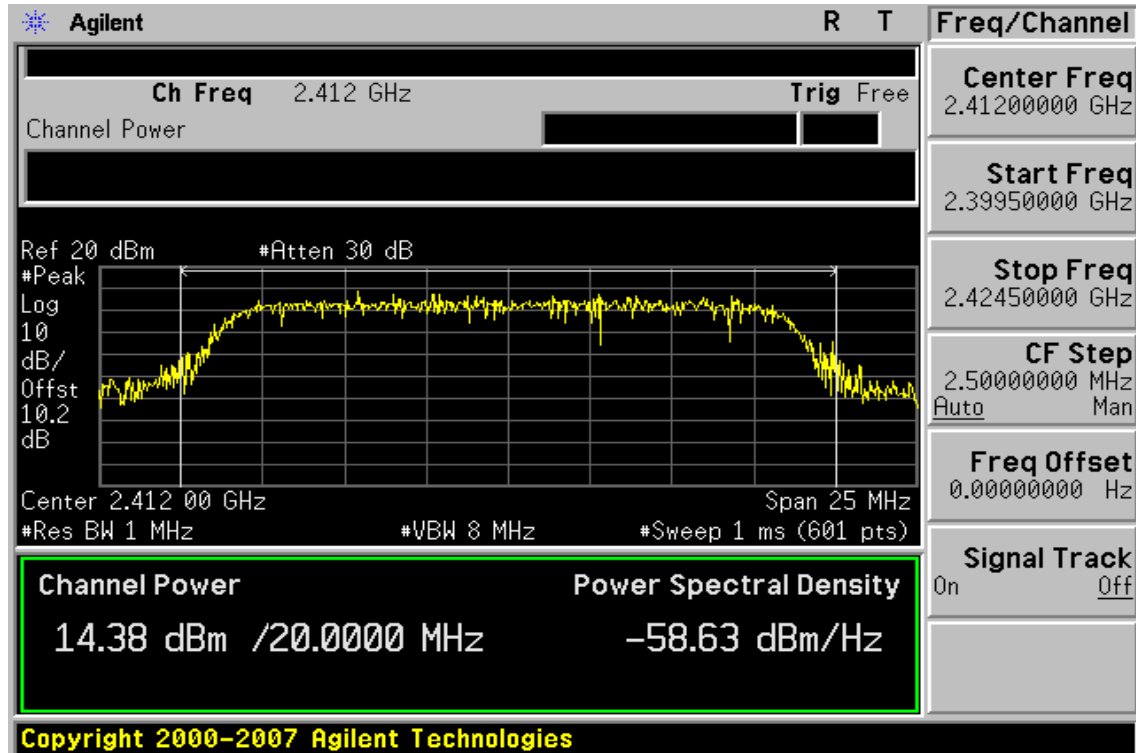 Agilent R T
Ch Freq 2.412 GHz Trig Free
Channel Power
Ref 20 dBm #Atten 30 dB
#Peak
Log
10
dB/
Offst
10.2
dB
Center 2.412 00 GHz Span 25 MHz
#Res BW 1 MHz #VBW 8 MHz #Sweep 1 ms (601 pts)
Channel Power Power Spectral Density
14.38 dBm /20.0000 MHz -58.63 dBm/Hz
Copyright 2000-2007 Agilent Technologies
Freq/Channel
Center Freq
2.41200000 GHz
Start Freq
2.39950000 GHz
Stop Freq
2.42450000 GHz
CF Step
2.50000000 MHz
Auto Man
Freq Offset
0.00000000 Hz
Signal Track
On Off